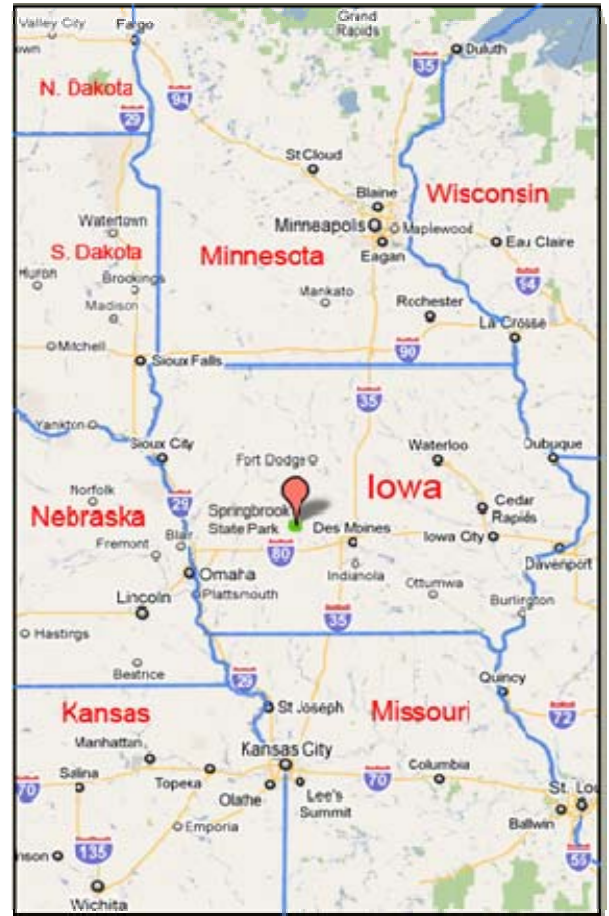 Valley City
Fargo
Grand
Rapids
Duluth
35
N. Dakota
94
29
St Cloud
Blaine
Wisconsin
Watertown
Minneapolis
Maplewood
Eau Claire
S. Dakota
Minnesota
Eagan
Huron
Brookings
Mankato
94
Madison
Rochester
La Crosse
Mitchell
Sioux Falls
90
35
Yankton
Sioux City
Waterloo
Dubuque
Fort Dodge
Iowa
Norfolk
29
Springbrook
State Park
Cedar
Rapids
Nebraska
Des Moines
Iowa City
Blair
Fremont
80
Davenport
Omaha
Indianola
Lincoln
Plattsmouth
Ottumwa
Burlington
35
Hastings
Beatrice
29
Quincy
Kansas
St Joseph
Missouri
72
Manhattan
Kansas City
Columbia
Salina
70
Topeka
70
Olathe
Lee's
Summit
St. Lou
Emporia
Ballwin
135
nson
55
Wichita